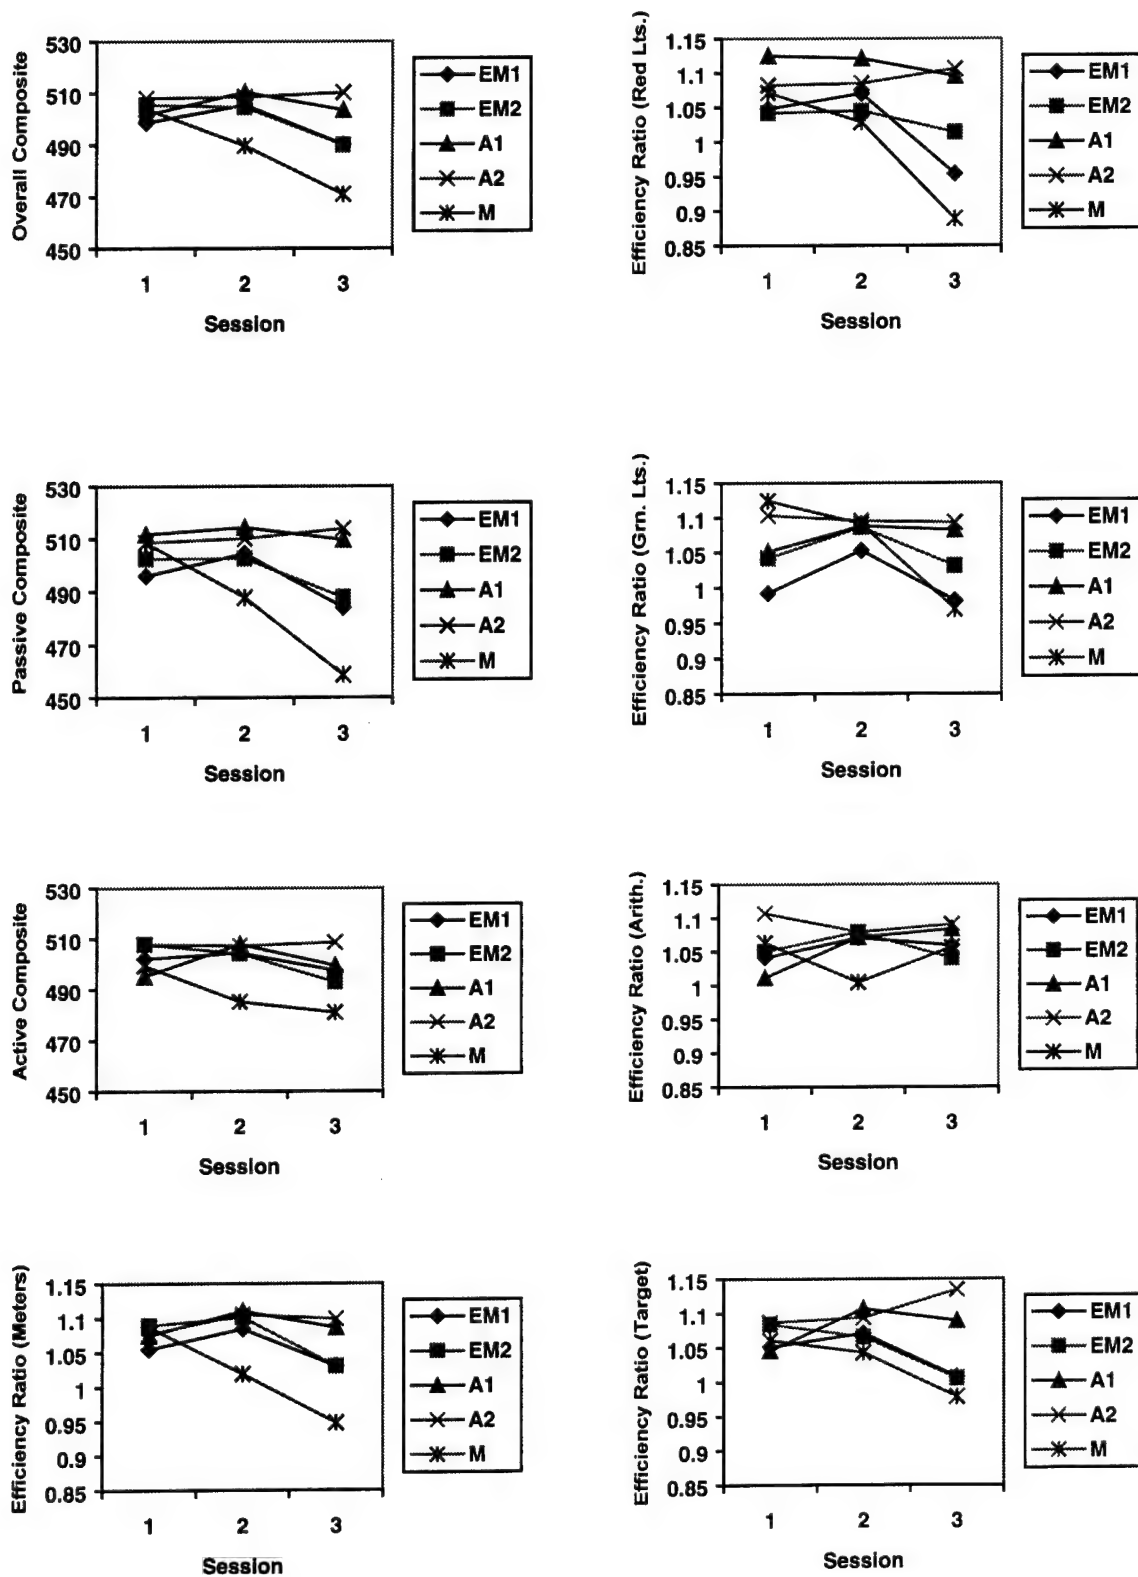 Overall Composite
530
510
490
470
450
1 2 3
Session
EM1
EM2
A1
A2
M
Efficiency Ratio (Red Lts.)
1.15
1.1
1.05
1
0.95
0.9
0.85
1 2 3
Session
EM1
EM2
A1
A2
M
Passive Composite
530
510
490
470
450
1 2 3
Session
EM1
EM2
A1
A2
M
Efficiency Ratio (Grn. Lts.)
1.15
1.1
1.05
1
0.95
0.9
0.85
1 2 3
Session
EM1
EM2
A1
A2
M
Active Composite
530
510
490
470
450
1 2 3
Session
EM1
EM2
A1
A2
M
Efficiency Ratio (Arith.)
1.15
1.1
1.05
1
0.95
0.9
0.85
1 2 3
Session
EM1
EM2
A1
A2
M
Efficiency Ratio (Meters)
1.15
1.1
1.05
1
0.95
0.9
0.85
1 2 3
Session
EM1
EM2
A1
A2
M
Efficiency Ratio (Target)
1.15
1.1
1.05
1
0.95
0.9
0.85
1 2 3
Session
EM1
EM2
A1
A2
M